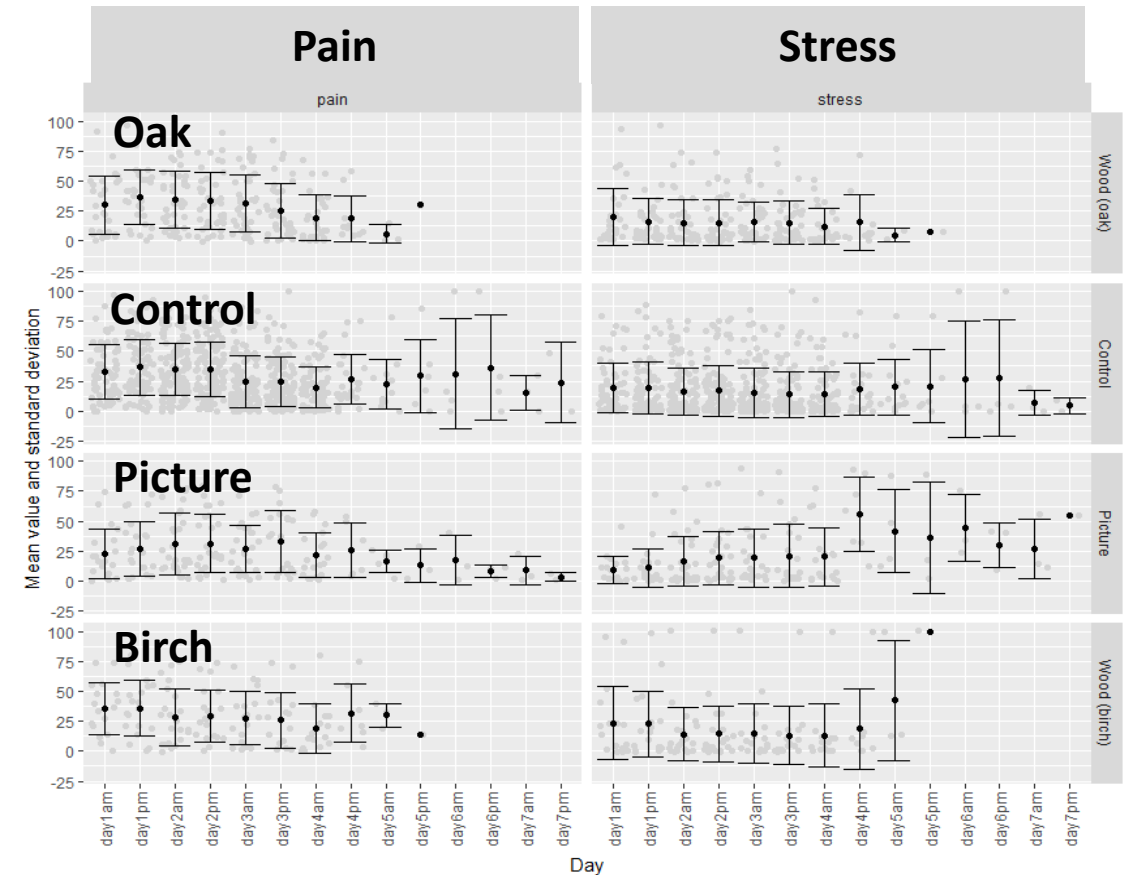 Pain
Stress
pain
stress
Oak
100
75
50
25
0
-25
Wood (oak)
Control
100
75
50
25
0
-25
Control
Picture
100
75
50
25
0
-25
Picture
Birch
100
75
50
25
0
-25
Wood (birch)
Mean value and standard deviation
day1am day1pm day2am day2pm day3am day3pm day4am day4pm day5am day5pm day6am day6pm day7am day7pm
day1am day1pm day2am day2pm day3am day3pm day4am day4pm day5am day5pm day6am day6pm day7am day7pm
Day